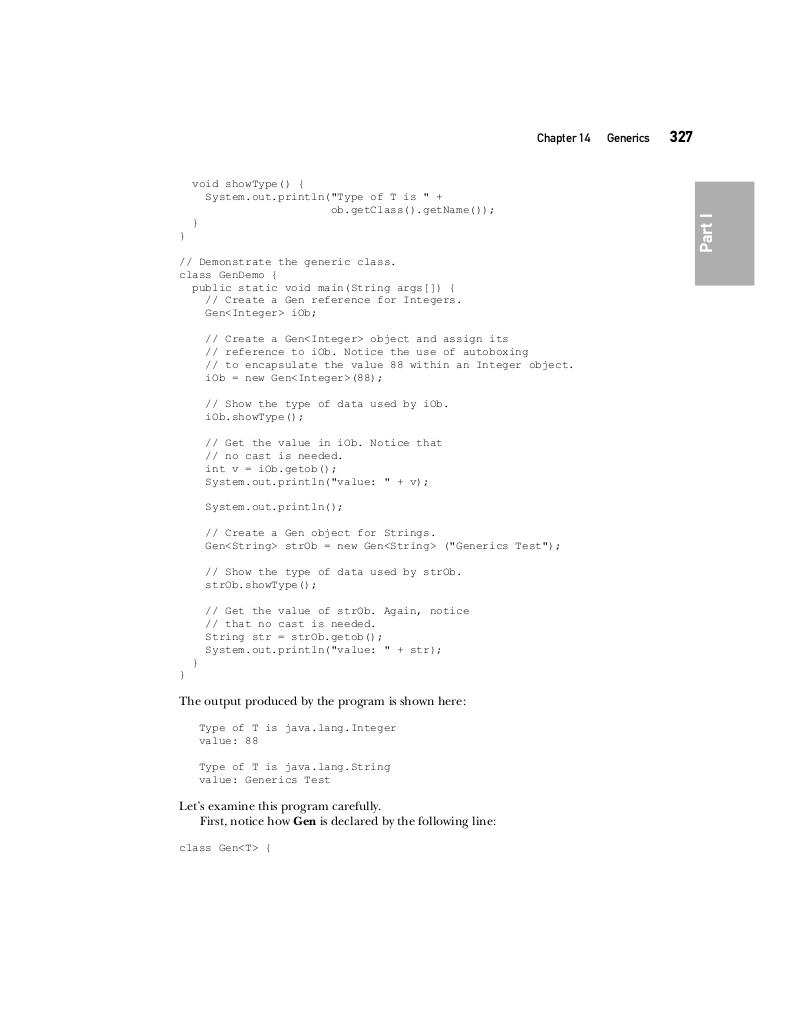 Chapter 14 Generics 327
Part I
  void showType() {
    System.out.println("Type of T is " +
                       ob.getClass().getName());
  }
}
// Demonstrate the generic class.
class GenDemo {
  public static void main(String args[]) {
    // Create a Gen reference for Integers.
    Gen<Integer> iOb;
    // Create a Gen<Integer> object and assign its
    // reference to iOb. Notice the use of autoboxing
    // to encapsulate the value 88 within an Integer object.
    iOb = new Gen<Integer>(88);
    // Show the type of data used by iOb.
    iOb.showType();
    // Get the value in iOb. Notice that
    // no cast is needed.
    int v = iOb.getob();
    System.out.println("value: " + v);
    System.out.println();
    // Create a Gen object for Strings.
    Gen<String> strOb = new Gen<String> ("Generics Test");
    // Show the type of data used by strOb.
    strOb.showType();
    // Get the value of strOb. Again, notice
    // that no cast is needed.
    String str = strOb.getob();
    System.out.println("value: " + str);
  }
}
The output produced by the program is shown here:
Type of T is java.lang.Integer
value: 88
Type of T is java.lang.String
value: Generics Test
Let's examine this program carefully.
First, notice how Gen is declared by the following line:
class Gen<T> {